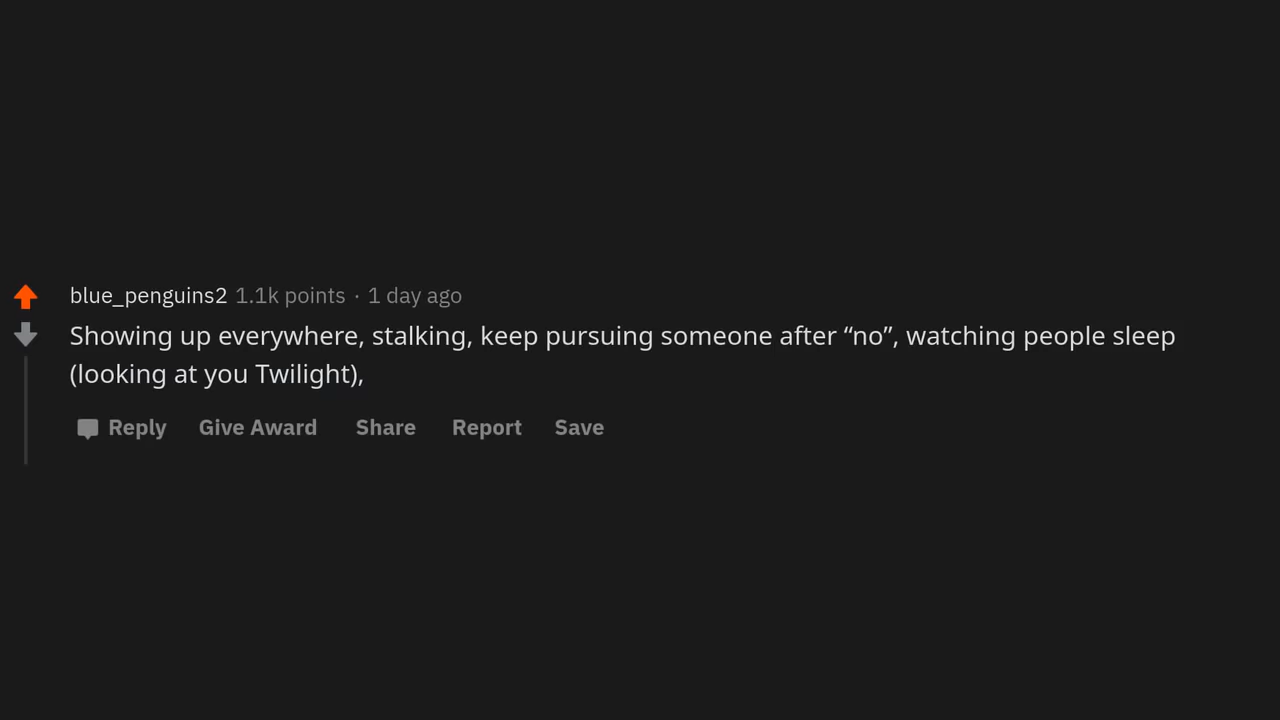 blue_penguins2 1.1k points · 1 day ago
Showing up everywhere, stalking, keep pursuing someone after “no”, watching people sleep
(looking at you Twilight),
Reply Give Award Share Report Save